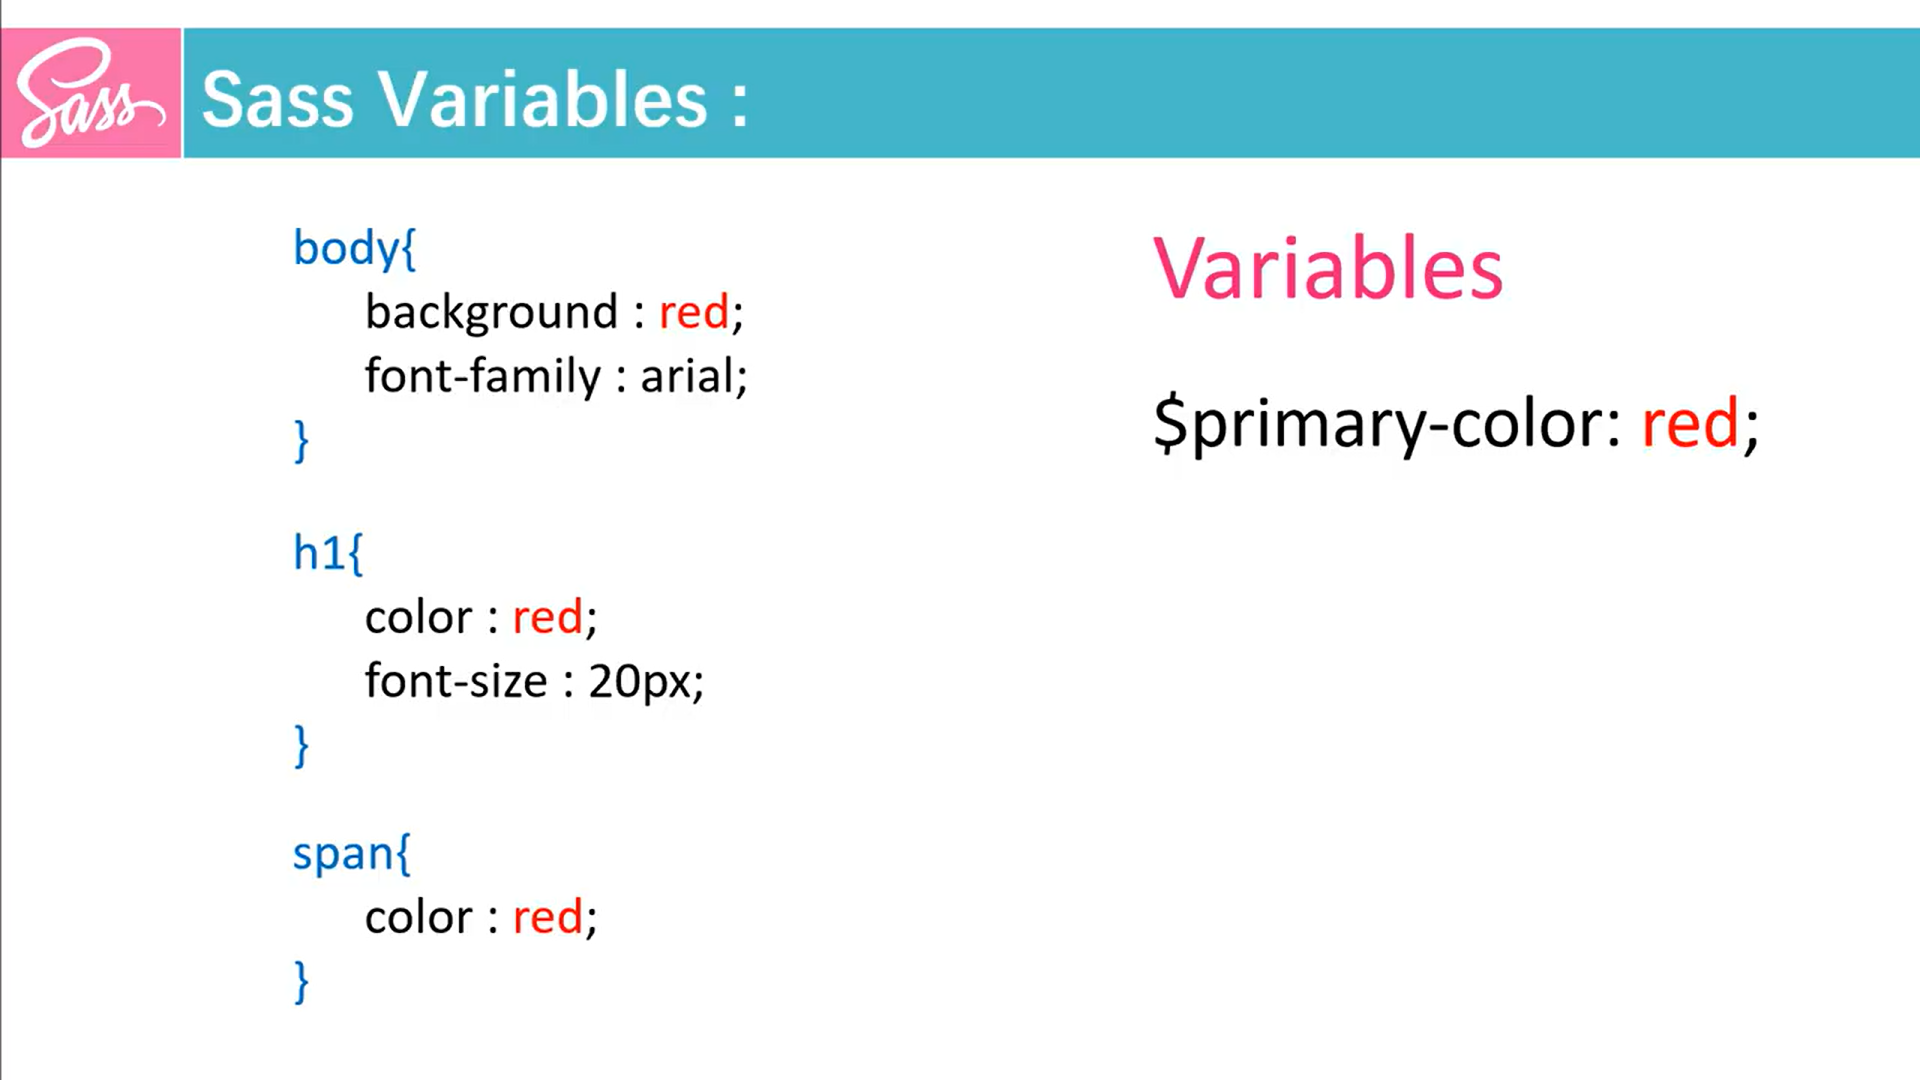 Sass
Sass Variables :
body{
background : red;
font-family : arial;
}
h1{
color : red;
font-size : 20px;
}
span{
color : red;
}
Variables
$primary-color: red;